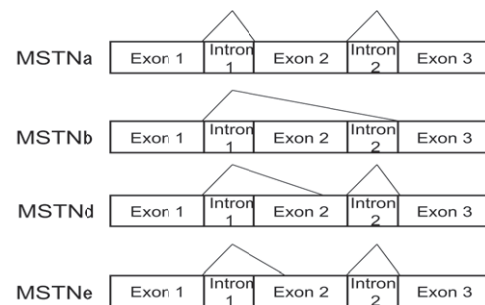 MSTNa Exon 1 Intron 1 Exon 2 Intron 2 Exon 3
MSTNb Exon 1 Intron 1 Exon 2 Intron 2 Exon 3
MSTNd Exon 1 Intron 1 Exon 2 Intron 2 Exon 3
MSTNe Exon 1 Intron 1 Exon 2 Intron 2 Exon 3